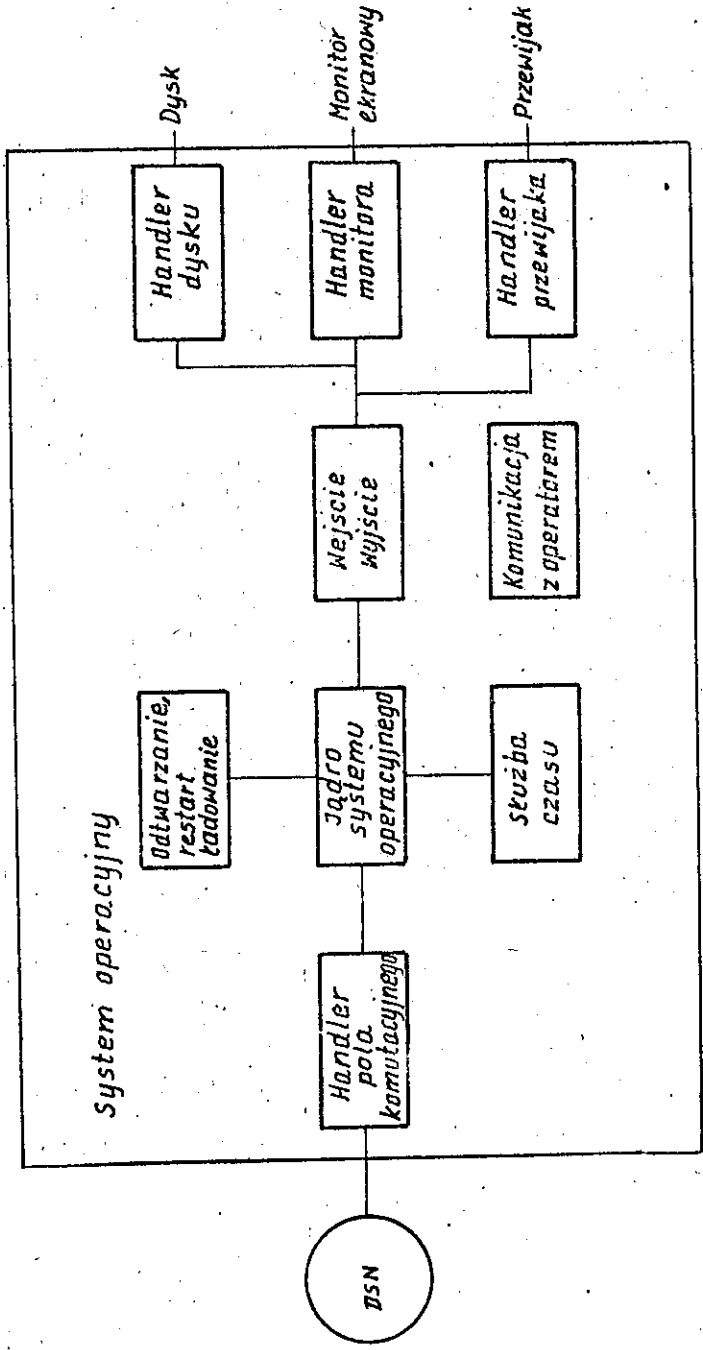 System operacyjny
DSN
Handler
pola
komutacyjnego
Odtwarzanie,
restart
ładowanie
Jądro
systemu
operacyjnego
Służba
czasu
Wejście
Wyjście
Komunikacja
z operatorem
Handler
dysku
Handler
monitora
Handler
przewijaka
Dysk
Monitor
ekranowy
Przewijak